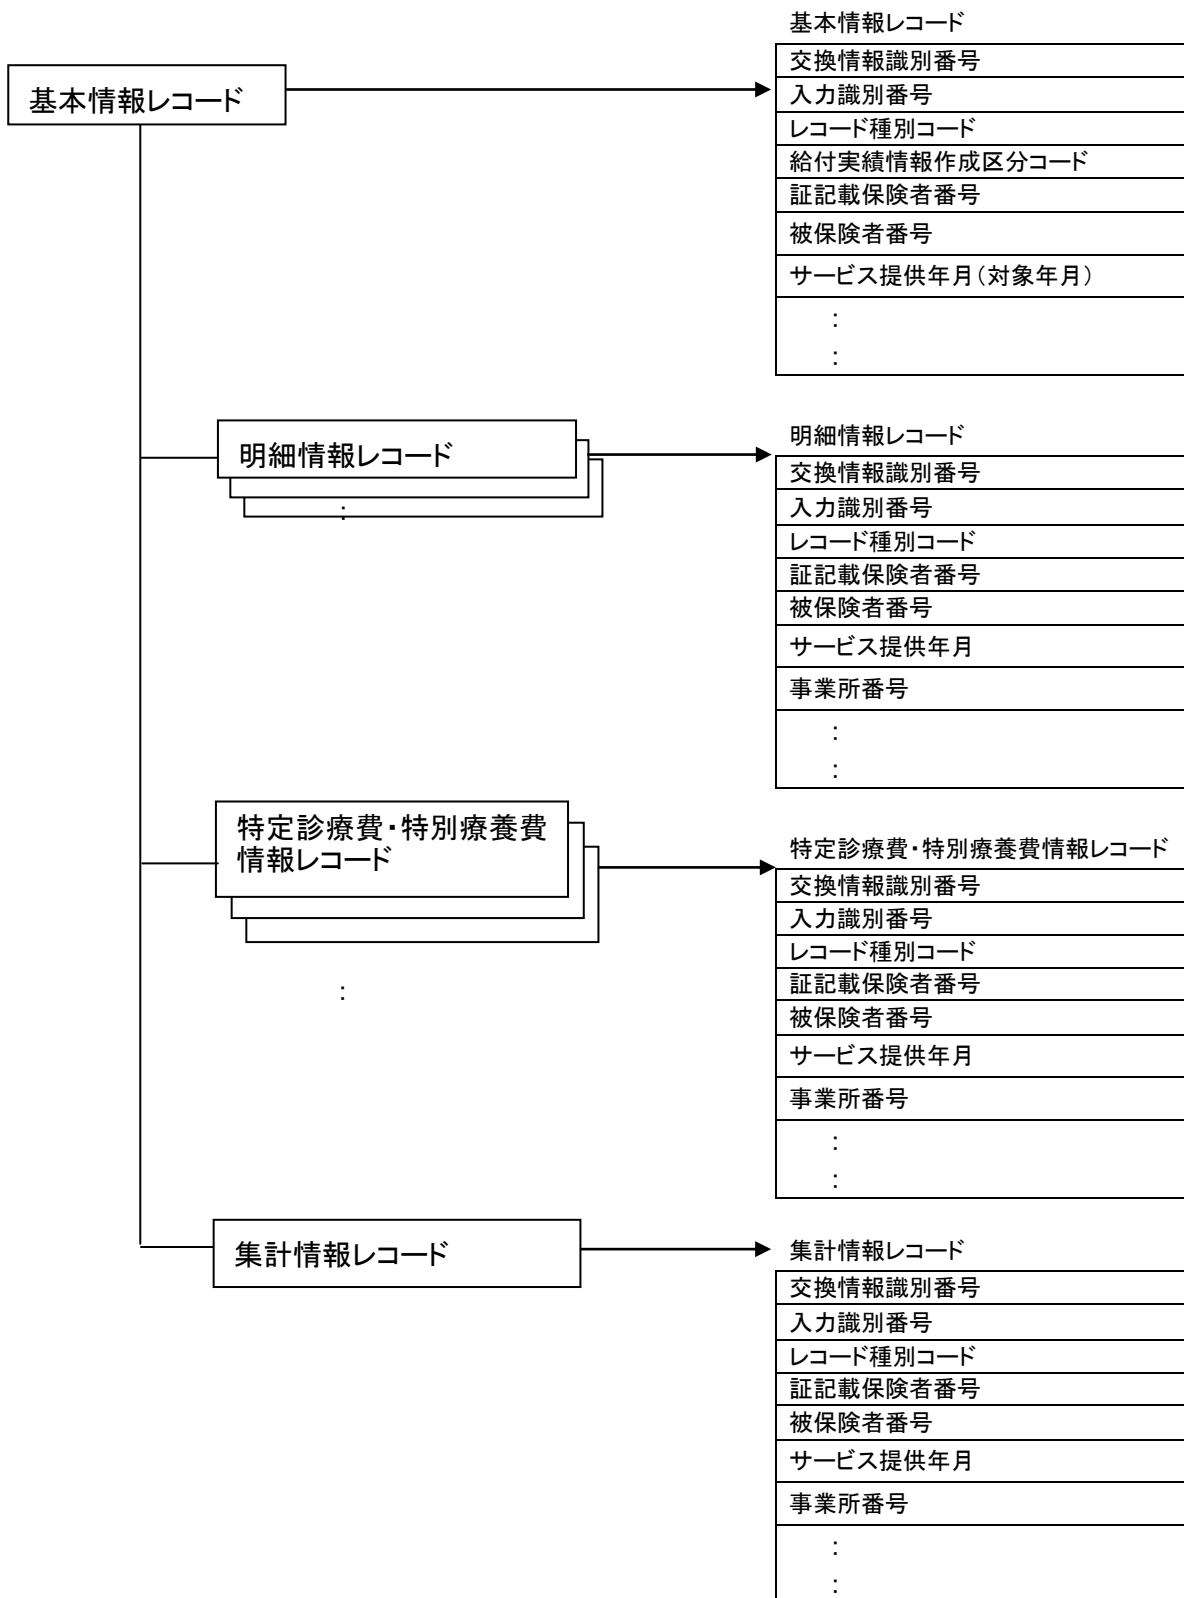 基本情報レコード
基本情報レコード
交換情報識別番号
入力識別番号
レコード種別コード
給付実績情報作成区分コード
証記載保険者番号
被保険者番号
サービス提供年月（対象年月）
：
：
明細情報レコード
：
明細情報レコード
交換情報識別番号
入力識別番号
レコード種別コード
証記載保険者番号
被保険者番号
サービス提供年月
事業所番号
：
：
特定診療費・特別療養費
情報レコード
：
特定診療費・特別療養費情報レコード
交換情報識別番号
入力識別番号
レコード種別コード
証記載保険者番号
被保険者番号
サービス提供年月
事業所番号
：
：
集計情報レコード
集計情報レコード
交換情報識別番号
入力識別番号
レコード種別コード
証記載保険者番号
被保険者番号
サービス提供年月
事業所番号
：
：